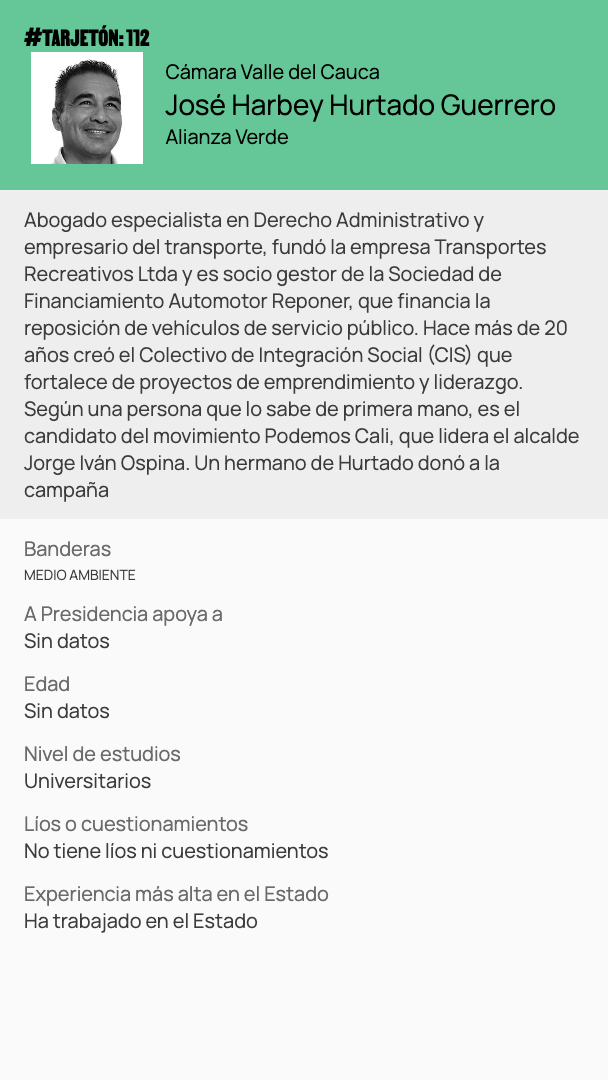 #TARJETÓN: 112
Cámara Valle del Cauca
José Harbey Hurtado Guerrero
Alianza Verde
Abogado especialista en Derecho Administrativo y
empresario del transporte, fundó la empresa Transportes
Recreativos Ltda y es socio gestor de la Sociedad de
Financiamiento Automotor Reponer, que financia la
reposición de vehículos de servicio público. Hace más de 20
años creó el Colectivo de Integración Social (CIS) que
fortalece de proyectos de emprendimiento y liderazgo.
Según una persona que lo sabe de primera mano, es el
candidato del movimiento Podemos Cali, que lidera el alcalde
Jorge Iván Ospina. Un hermano de Hurtado donó a la
campaña
Banderas
MEDIO AMBIENTE
A Presidencia apoya a
Sin datos
Edad
Sin datos
Nivel de estudios
Universitarios
Líos o cuestionamientos
No tiene líos ni cuestionamientos
Experiencia más alta en el Estado
Ha trabajado en el Estado